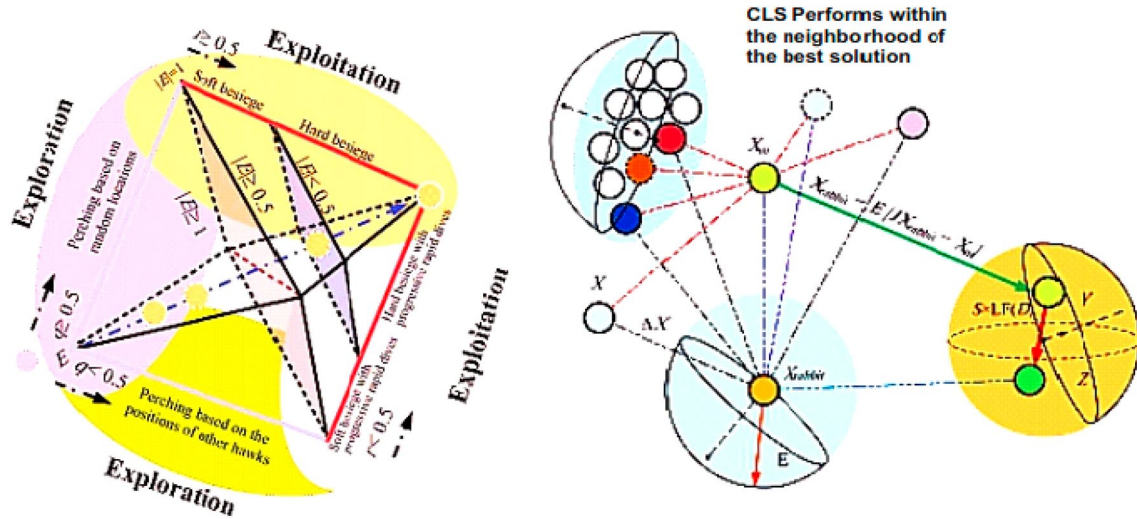 r≥ 0.5
Exploitation
|E|=1
Soft besiege
Hard besiege
Exploration
Perching based on
random locations
|E|≥ 1
|E|≥ 0.5
|E|< 0.5
q≥ 0.5
E
q< 0.5
Perching based on the
positions of other hawks
Exploration
Soft besiege with
progressive rapid dives
Hard besiege with
progressive rapid dives
r< 0.5
Exploitation
CLS Performs within
the neighborhood of
the best solution
X
ΔX
Xrabbit
E
Y
Z